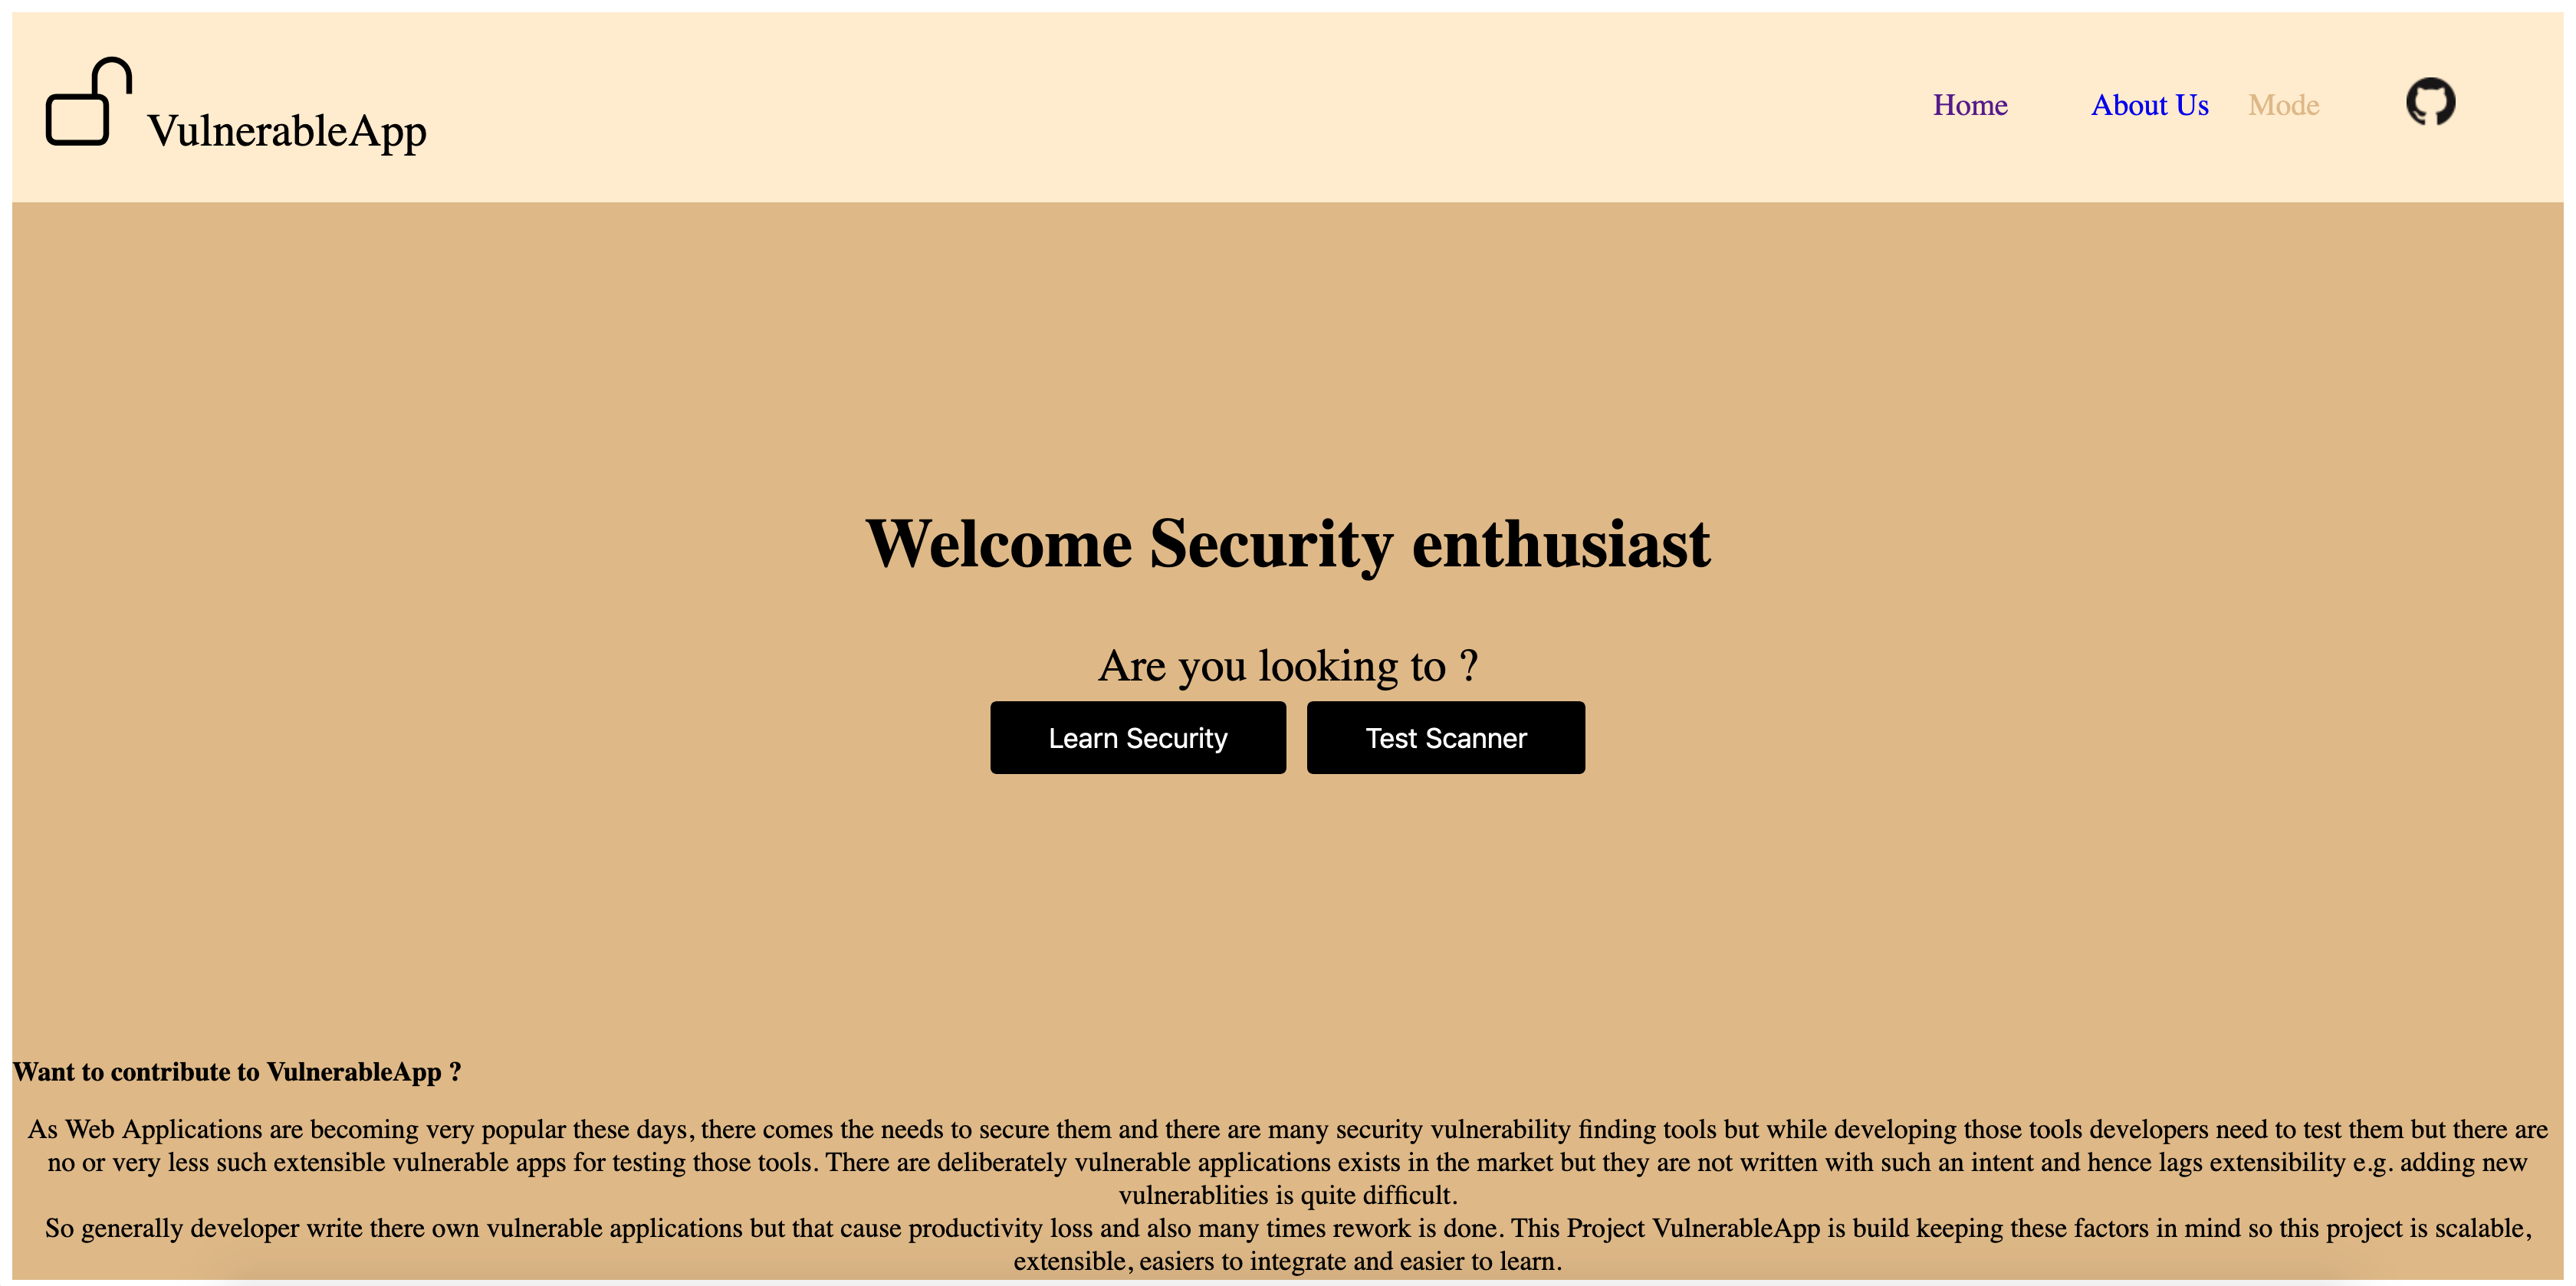 VulnerableApp
Home About Us Mode
Welcome Security enthusiast
Are you looking to ?
Learn Security Test Scanner
Want to contribute to VulnerableApp ?
As Web Applications are becoming very popular these days, there comes the needs to secure them and there are many security vulnerability finding tools but while developing those tools developers need to test them but there are
no or very less such extensible vulnerable apps for testing those tools. There are deliberately vulnerable applications exists in the market but they are not written with such an intent and hence lags extensibility e.g. adding new
vulnerablities is quite difficult.
So generally developer write there own vulnerable applications but that cause productivity loss and also many times rework is done. This Project VulnerableApp is build keeping these factors in mind so this project is scalable,
extensible, easiers to integrate and easier to learn.